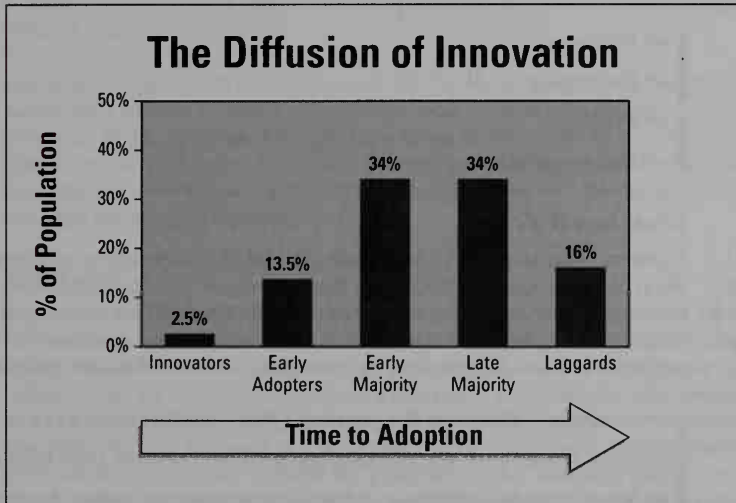 The Diffusion of Innovation
% of Population
50%
40%
30%
20%
10%
0%
2.5%
13.5%
34%
34%
16%
Innovators
Early
Adopters
Early
Majority
Late
Majority
Laggards
Time to Adoption